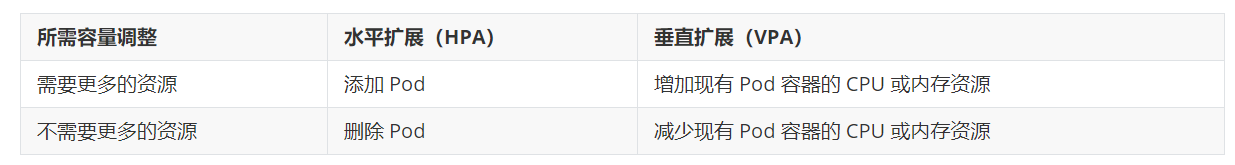 所需容量调整 水平扩展（HPA） 垂直扩展（VPA）
需要更多的资源 添加 Pod 增加现有 Pod 容器的 CPU 或内存资源
不需要更多的资源 删除 Pod 减少现有 Pod 容器的 CPU 或内存资源